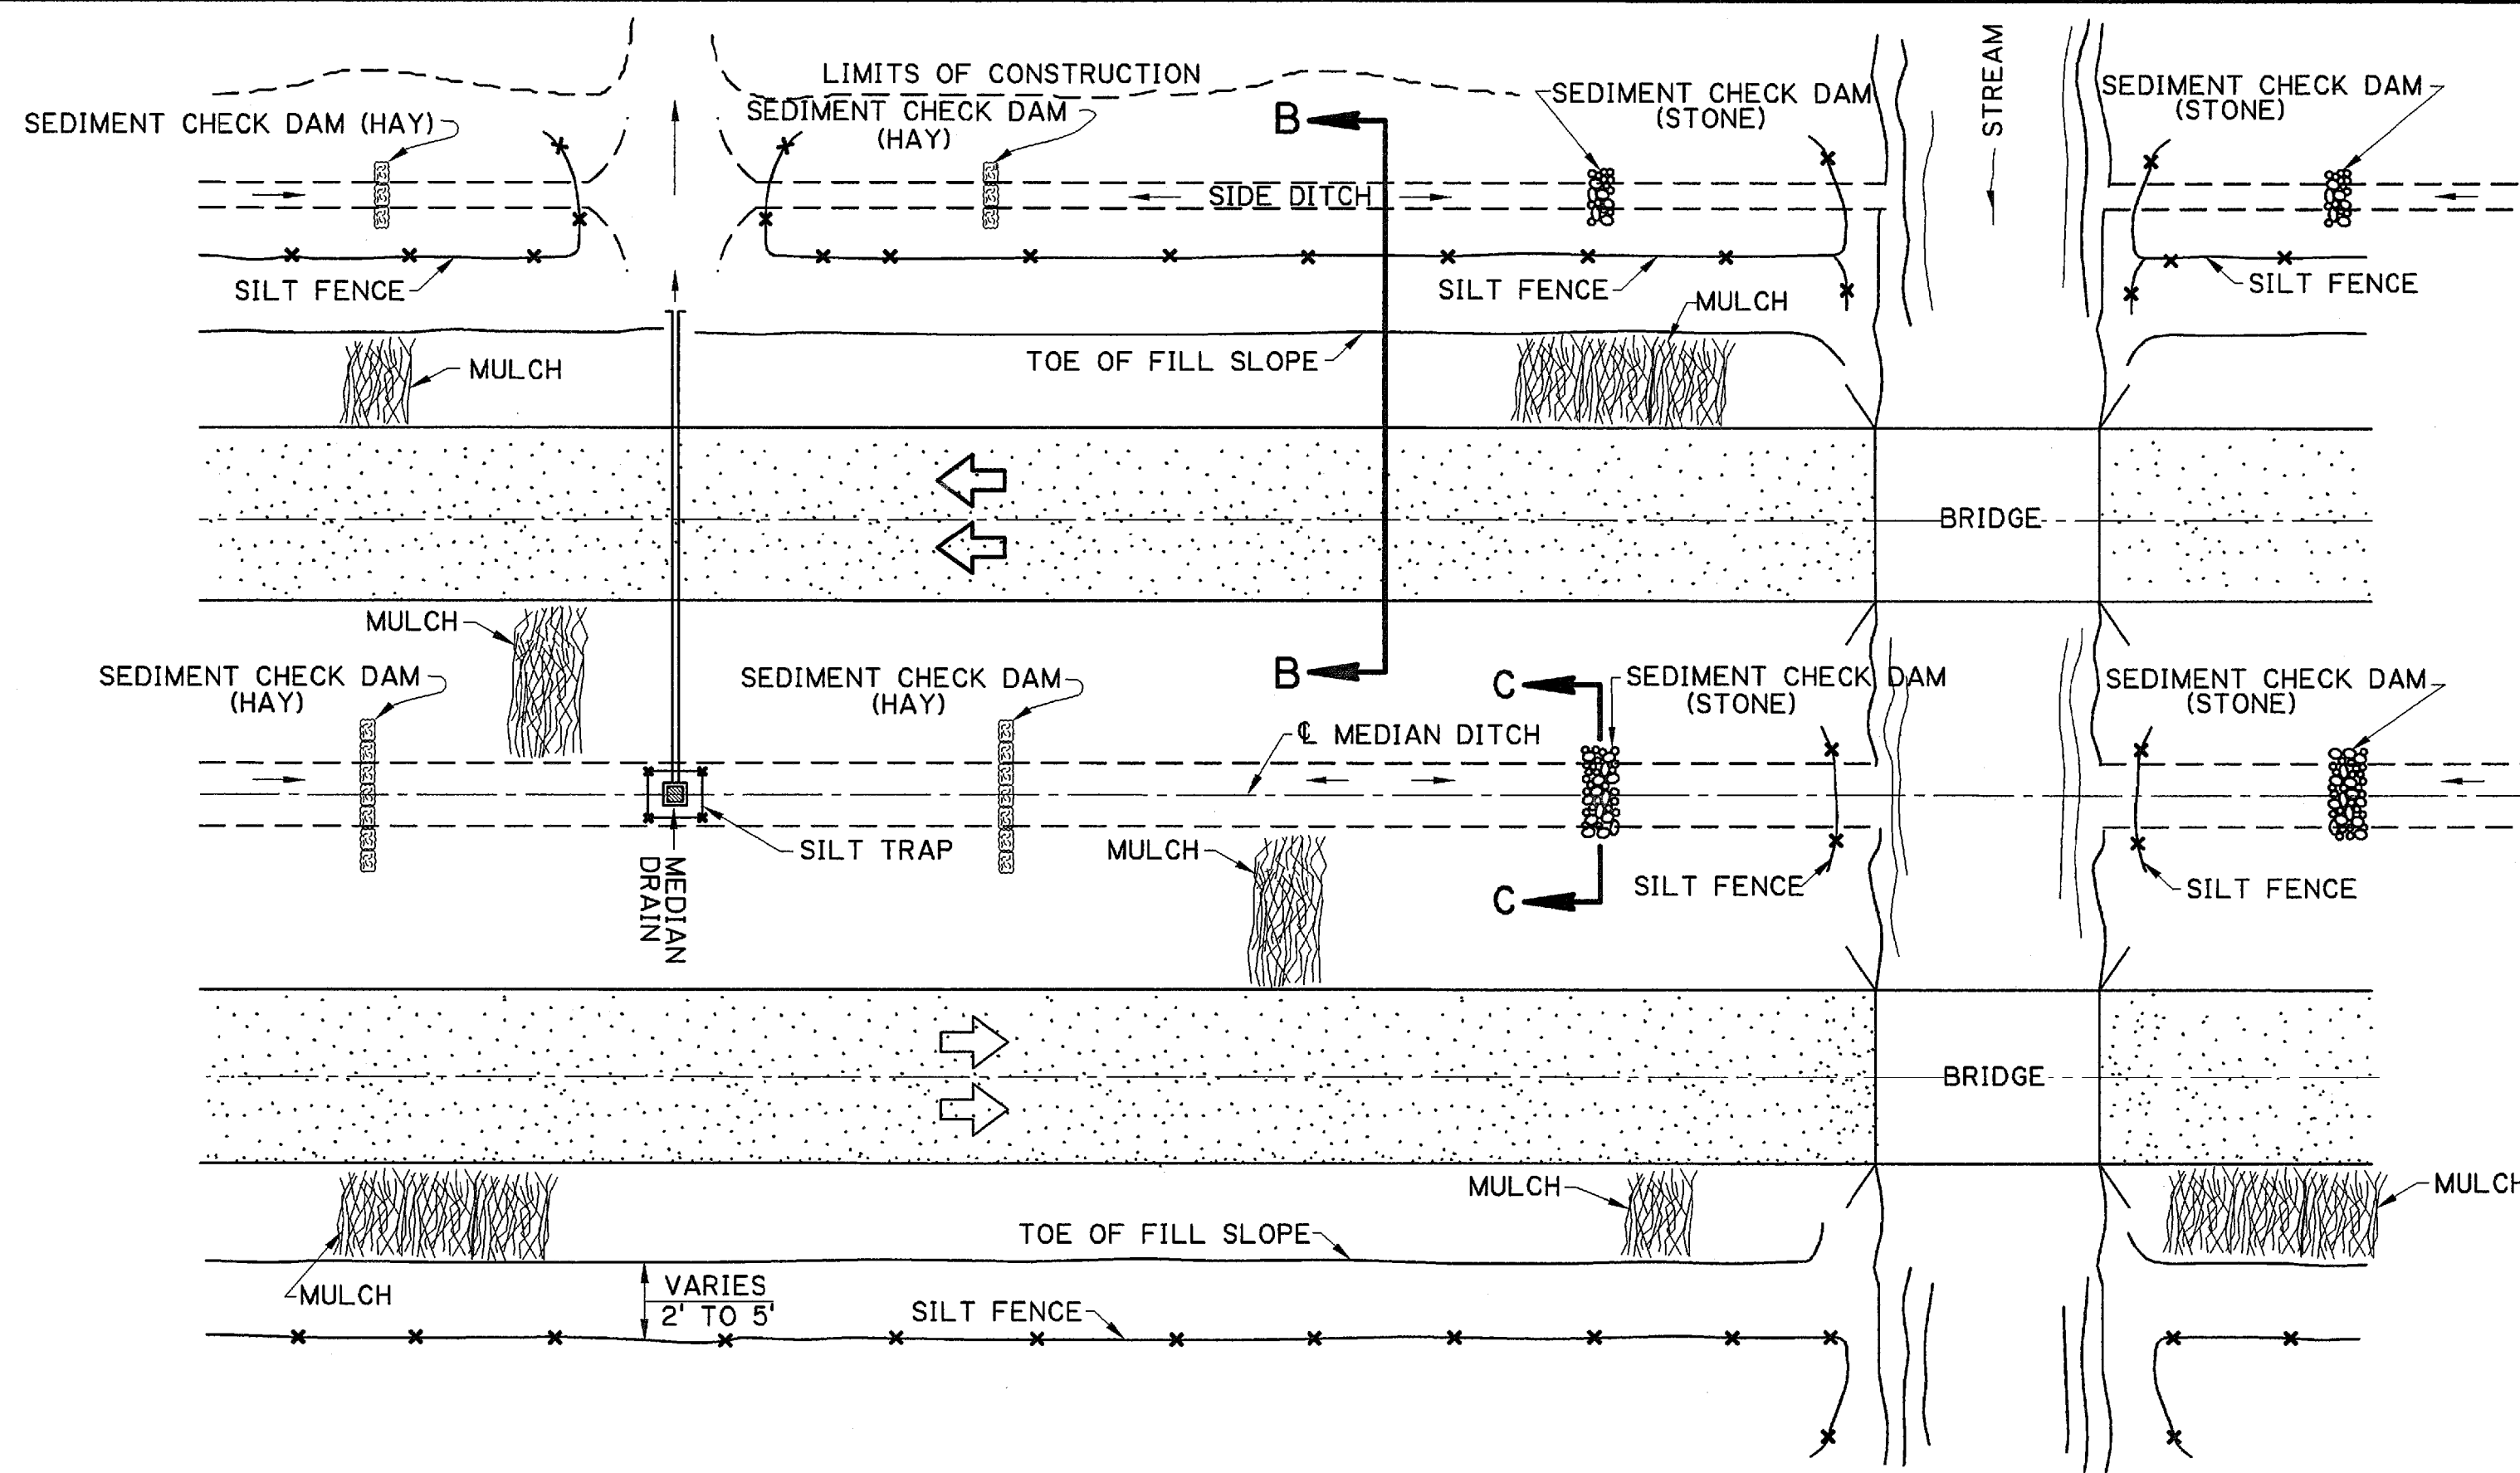 STREAM
LIMITS OF CONSTRUCTION
SEDIMENT CHECK DAM (HAY)
SEDIMENT CHECK DAM
(HAY)
B
SEDIMENT CHECK DAM
(STONE)
SEDIMENT CHECK DAM
(STONE)
SIDE DITCH
SILT FENCE
SILT FENCE
MULCH
SILT FENCE
TOE OF FILL SLOPE
MULCH
BRIDGE
MULCH
SEDIMENT CHECK DAM
(HAY)
SEDIMENT CHECK DAM
(HAY)
B
C
SEDIMENT CHECK DAM
(STONE)
SEDIMENT CHECK DAM
(STONE)
℄ MEDIAN DITCH
SILT TRAP
MULCH
MEDIAN
DRAIN
C
SILT FENCE
SILT FENCE
BRIDGE
MULCH
MULCH
TOE OF FILL SLOPE
MULCH
VARIES
2' TO 5'
SILT FENCE